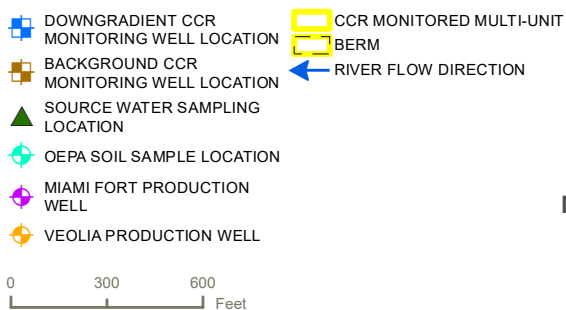 DOWNGRADIENT CCR
MONITORING WELL LOCATION
BACKGROUND CCR
MONITORING WELL LOCATION
SOURCE WATER SAMPLING
LOCATION
OEPA SOIL SAMPLE LOCATION
MIAMI FORT PRODUCTION
WELL
VEOLIA PRODUCTION WELL
CCR MONITORED MULTI-UNIT
BERM
RIVER FLOW DIRECTION
0 300 600
Feet